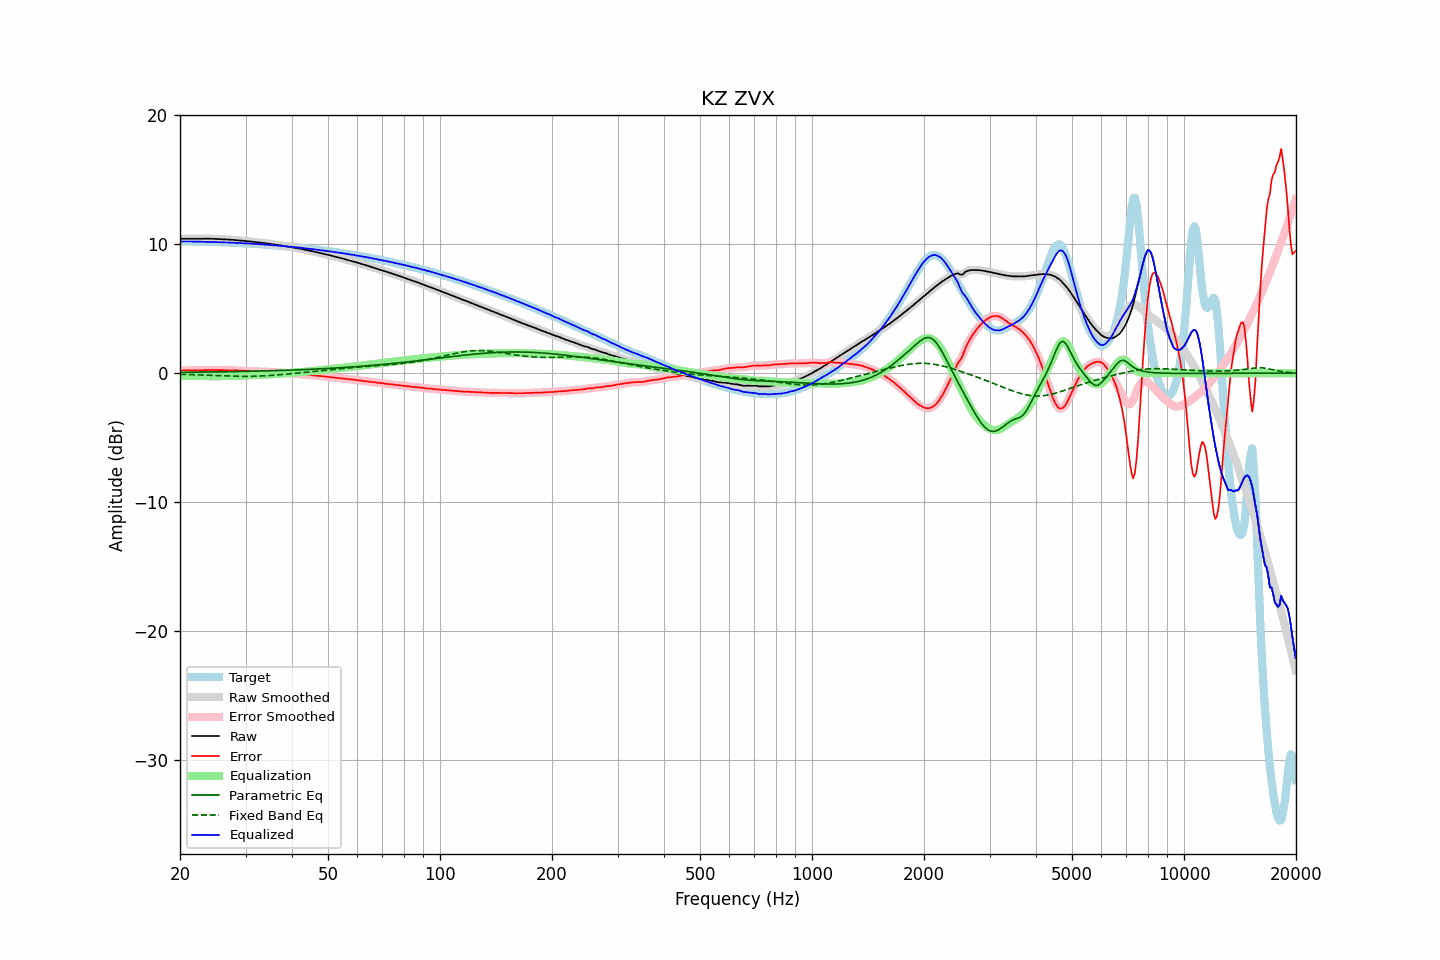 KZ ZVX
20
10
0
−10
−20
−30
Amplitude (dBr)
Target
Raw Smoothed
Error Smoothed
Raw
Error
Equalization
Parametric Eq
Fixed Band Eq
Equalized
20 50 100 200 500 1000 2000 5000 10000 20000
Frequency (Hz)